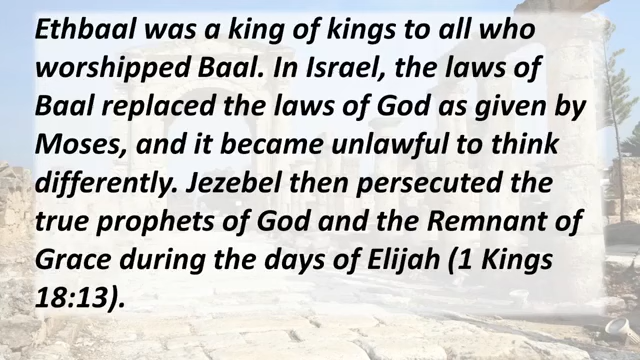 Ethbaal was a king of kings to all who
worshipped Baal. In Israel, the laws of
Baal replaced the laws of God as given by
Moses, and it became unlawful to think
differently. Jezebel then persecuted the
true prophets of God and the Remnant of
Grace during the days of Elijah (1 Kings
18:13).